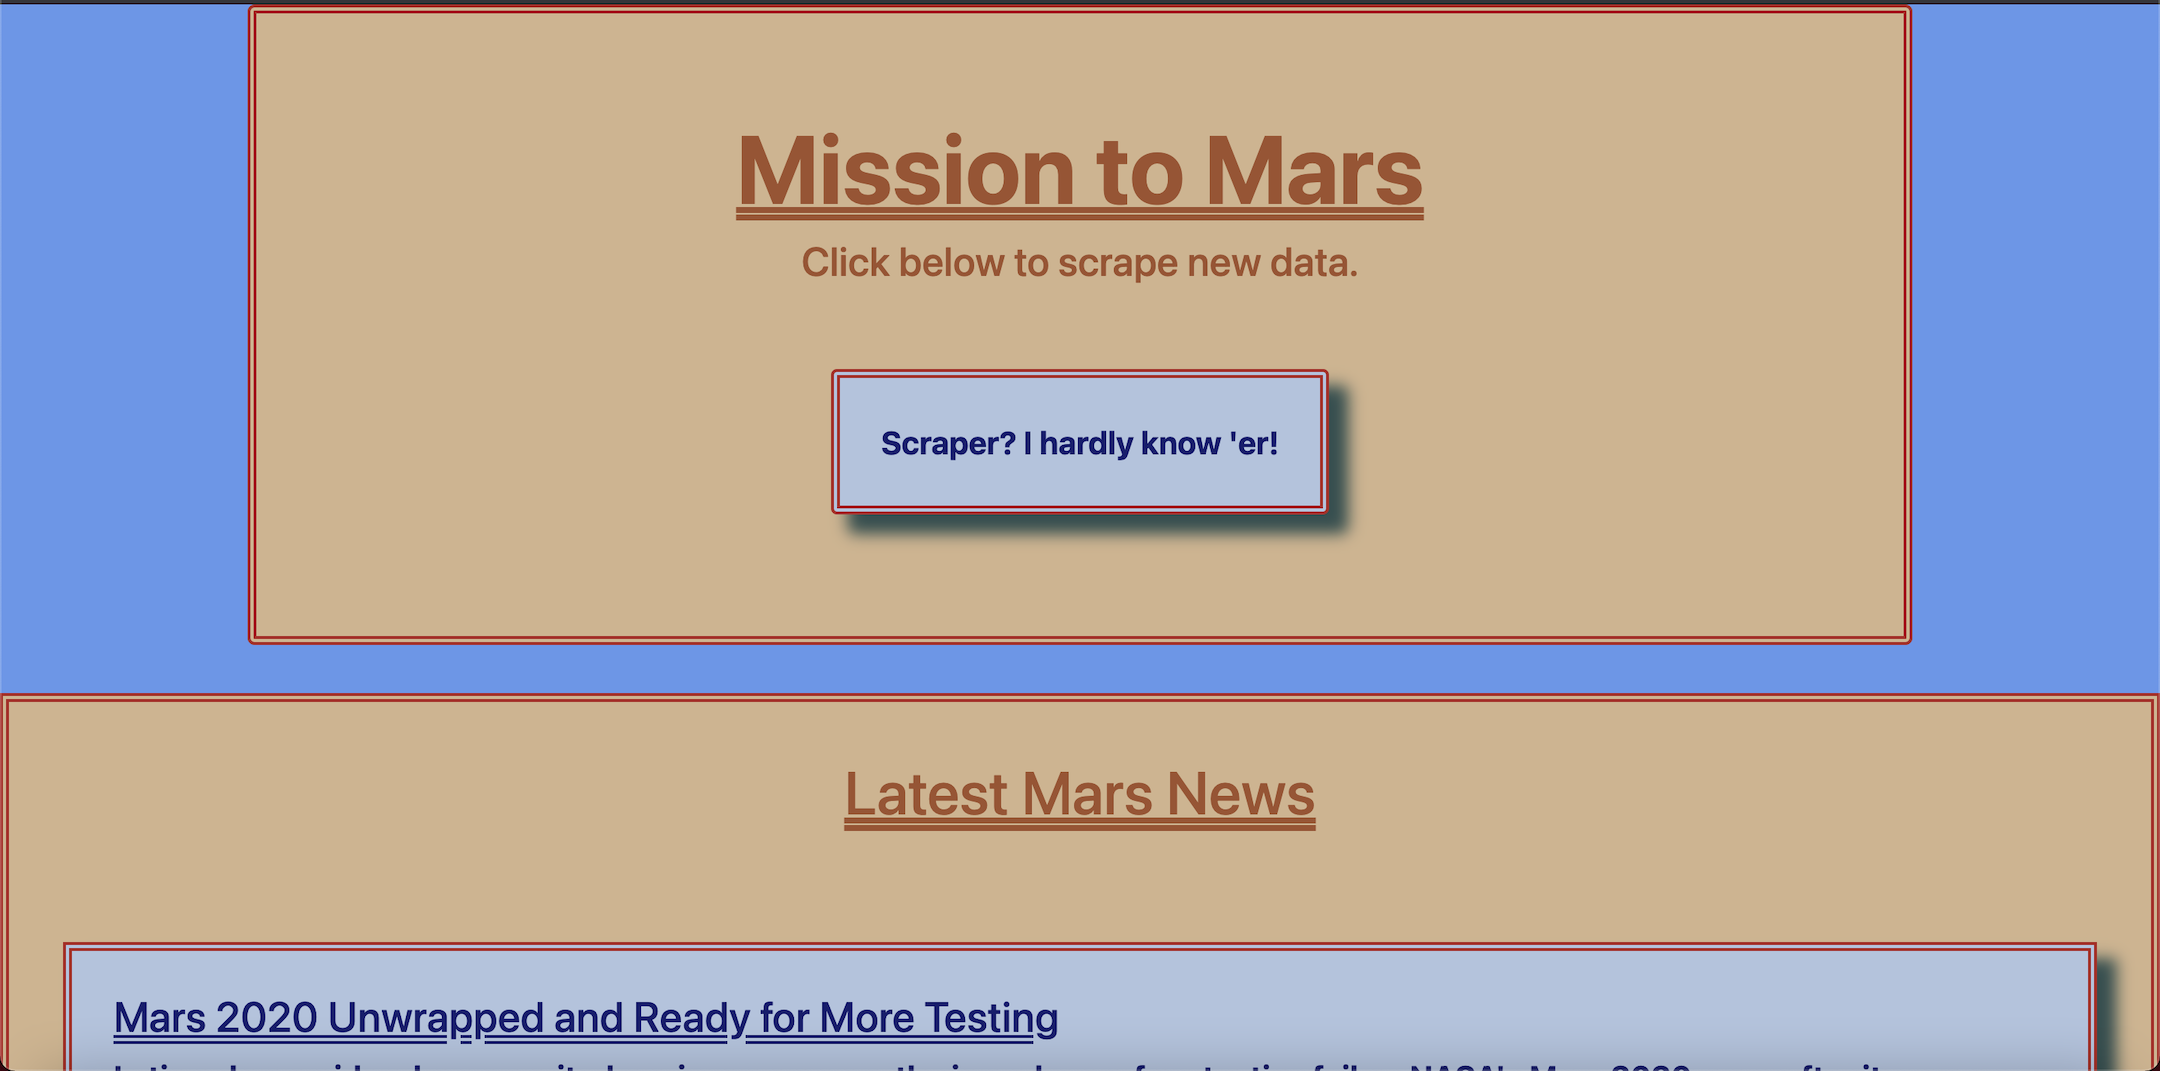 Mission to Mars
Click below to scrape new data.
Scraper? I hardly know 'er!
Latest Mars News
Mars 2020 Unwrapped and Ready for More Testing